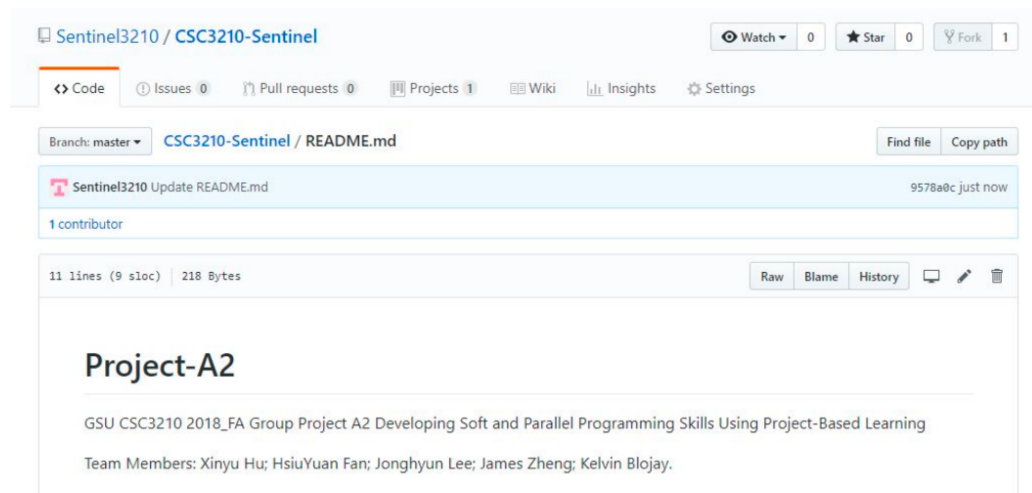 Sentinel3210 / CSC3210-Sentinel
Watch 0 Star 0 Fork 1
Code Issues 0 Pull requests 0 Projects 1 Wiki Insights Settings
Branch: master CSC3210-Sentinel / README.md Find file Copy path
Sentinel3210 Update README.md 9578a0c just now
1 contributor
11 lines (9 sloc) 218 Bytes Raw Blame History
Project-A2
GSU CSC3210 2018_FA Group Project A2 Developing Soft and Parallel Programming Skills Using Project-Based Learning
Team Members: Xinyu Hu; HsiuYuan Fan; Jonghyun Lee; James Zheng; Kelvin Blojay.